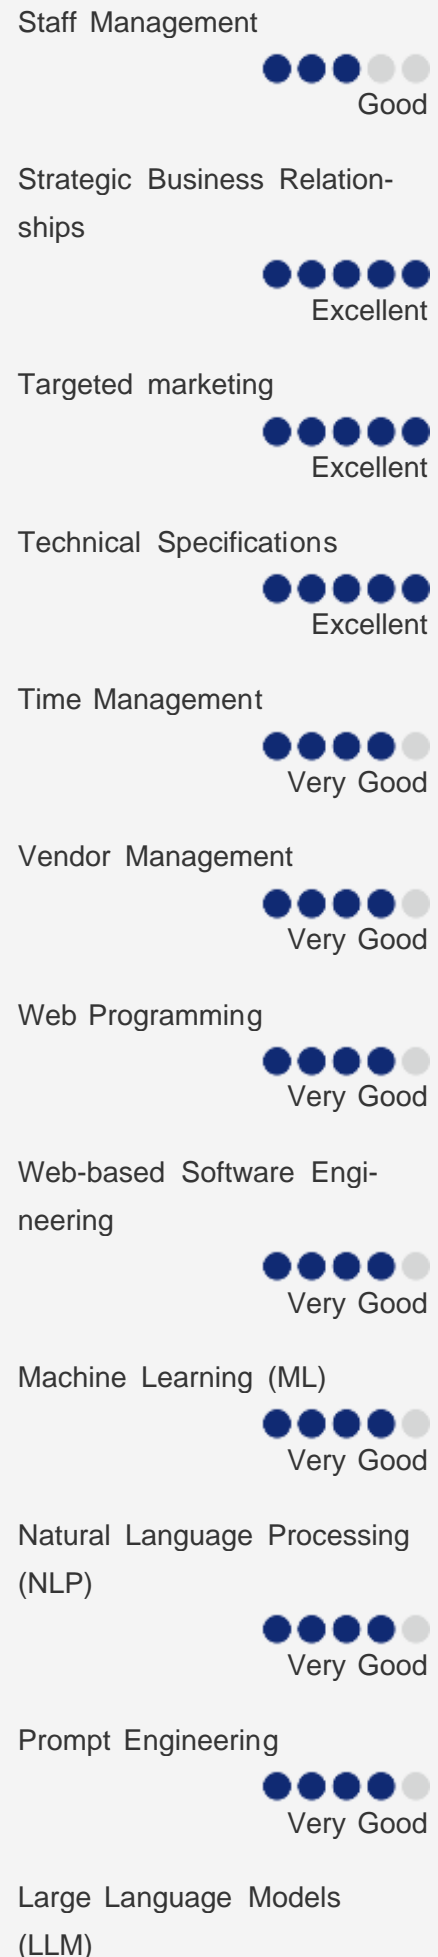 Staff Management
Good
Strategic Business Relation-
ships
Excellent
Targeted marketing
Excellent
Technical Specifications
Excellent
Time Management
Very Good
Vendor Management
Very Good
Web Programming
Very Good
Web-based Software Engi-
neering
Very Good
Machine Learning (ML)
Very Good
Natural Language Processing
(NLP)
Very Good
Prompt Engineering
Very Good
Large Language Models
(LLM)